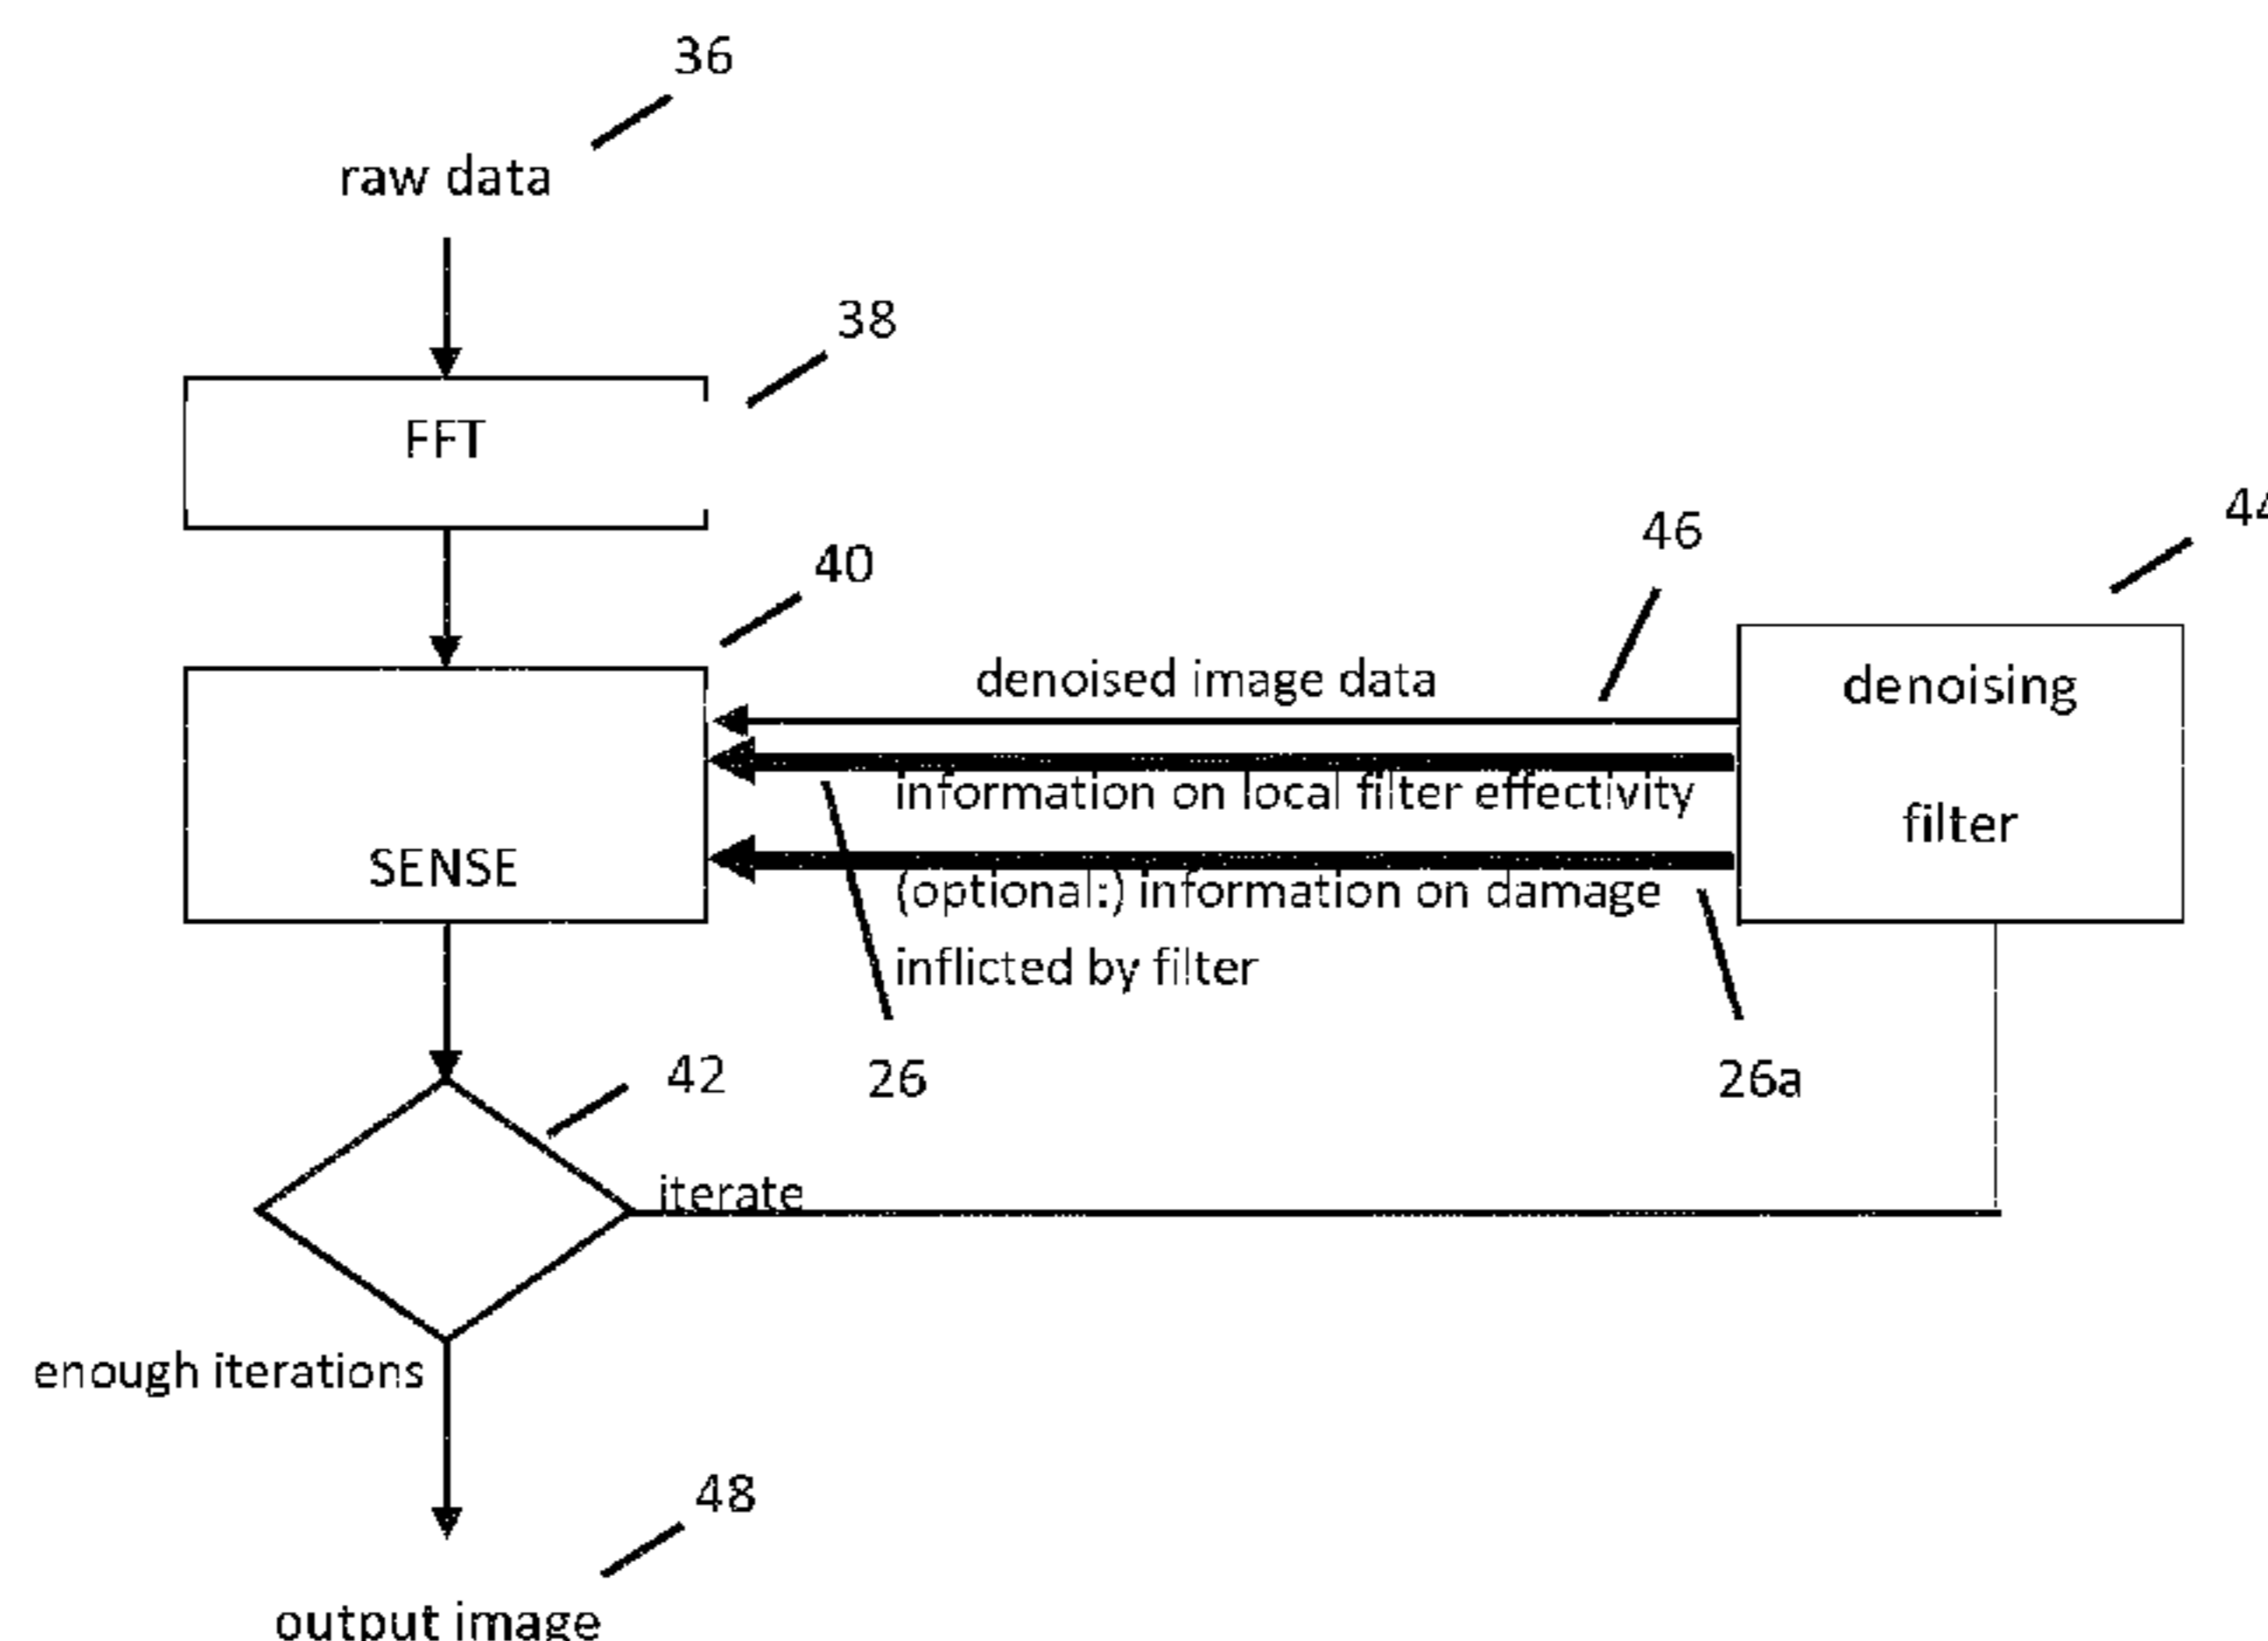 36
raw data
38
FFT
40
46
44
denoised image data
denoising
information on local filter effectivity
filter
SENSE
(optional:) information on damage
inflicted by filter
42
26
26a
iterate
enough iterations
48
output image